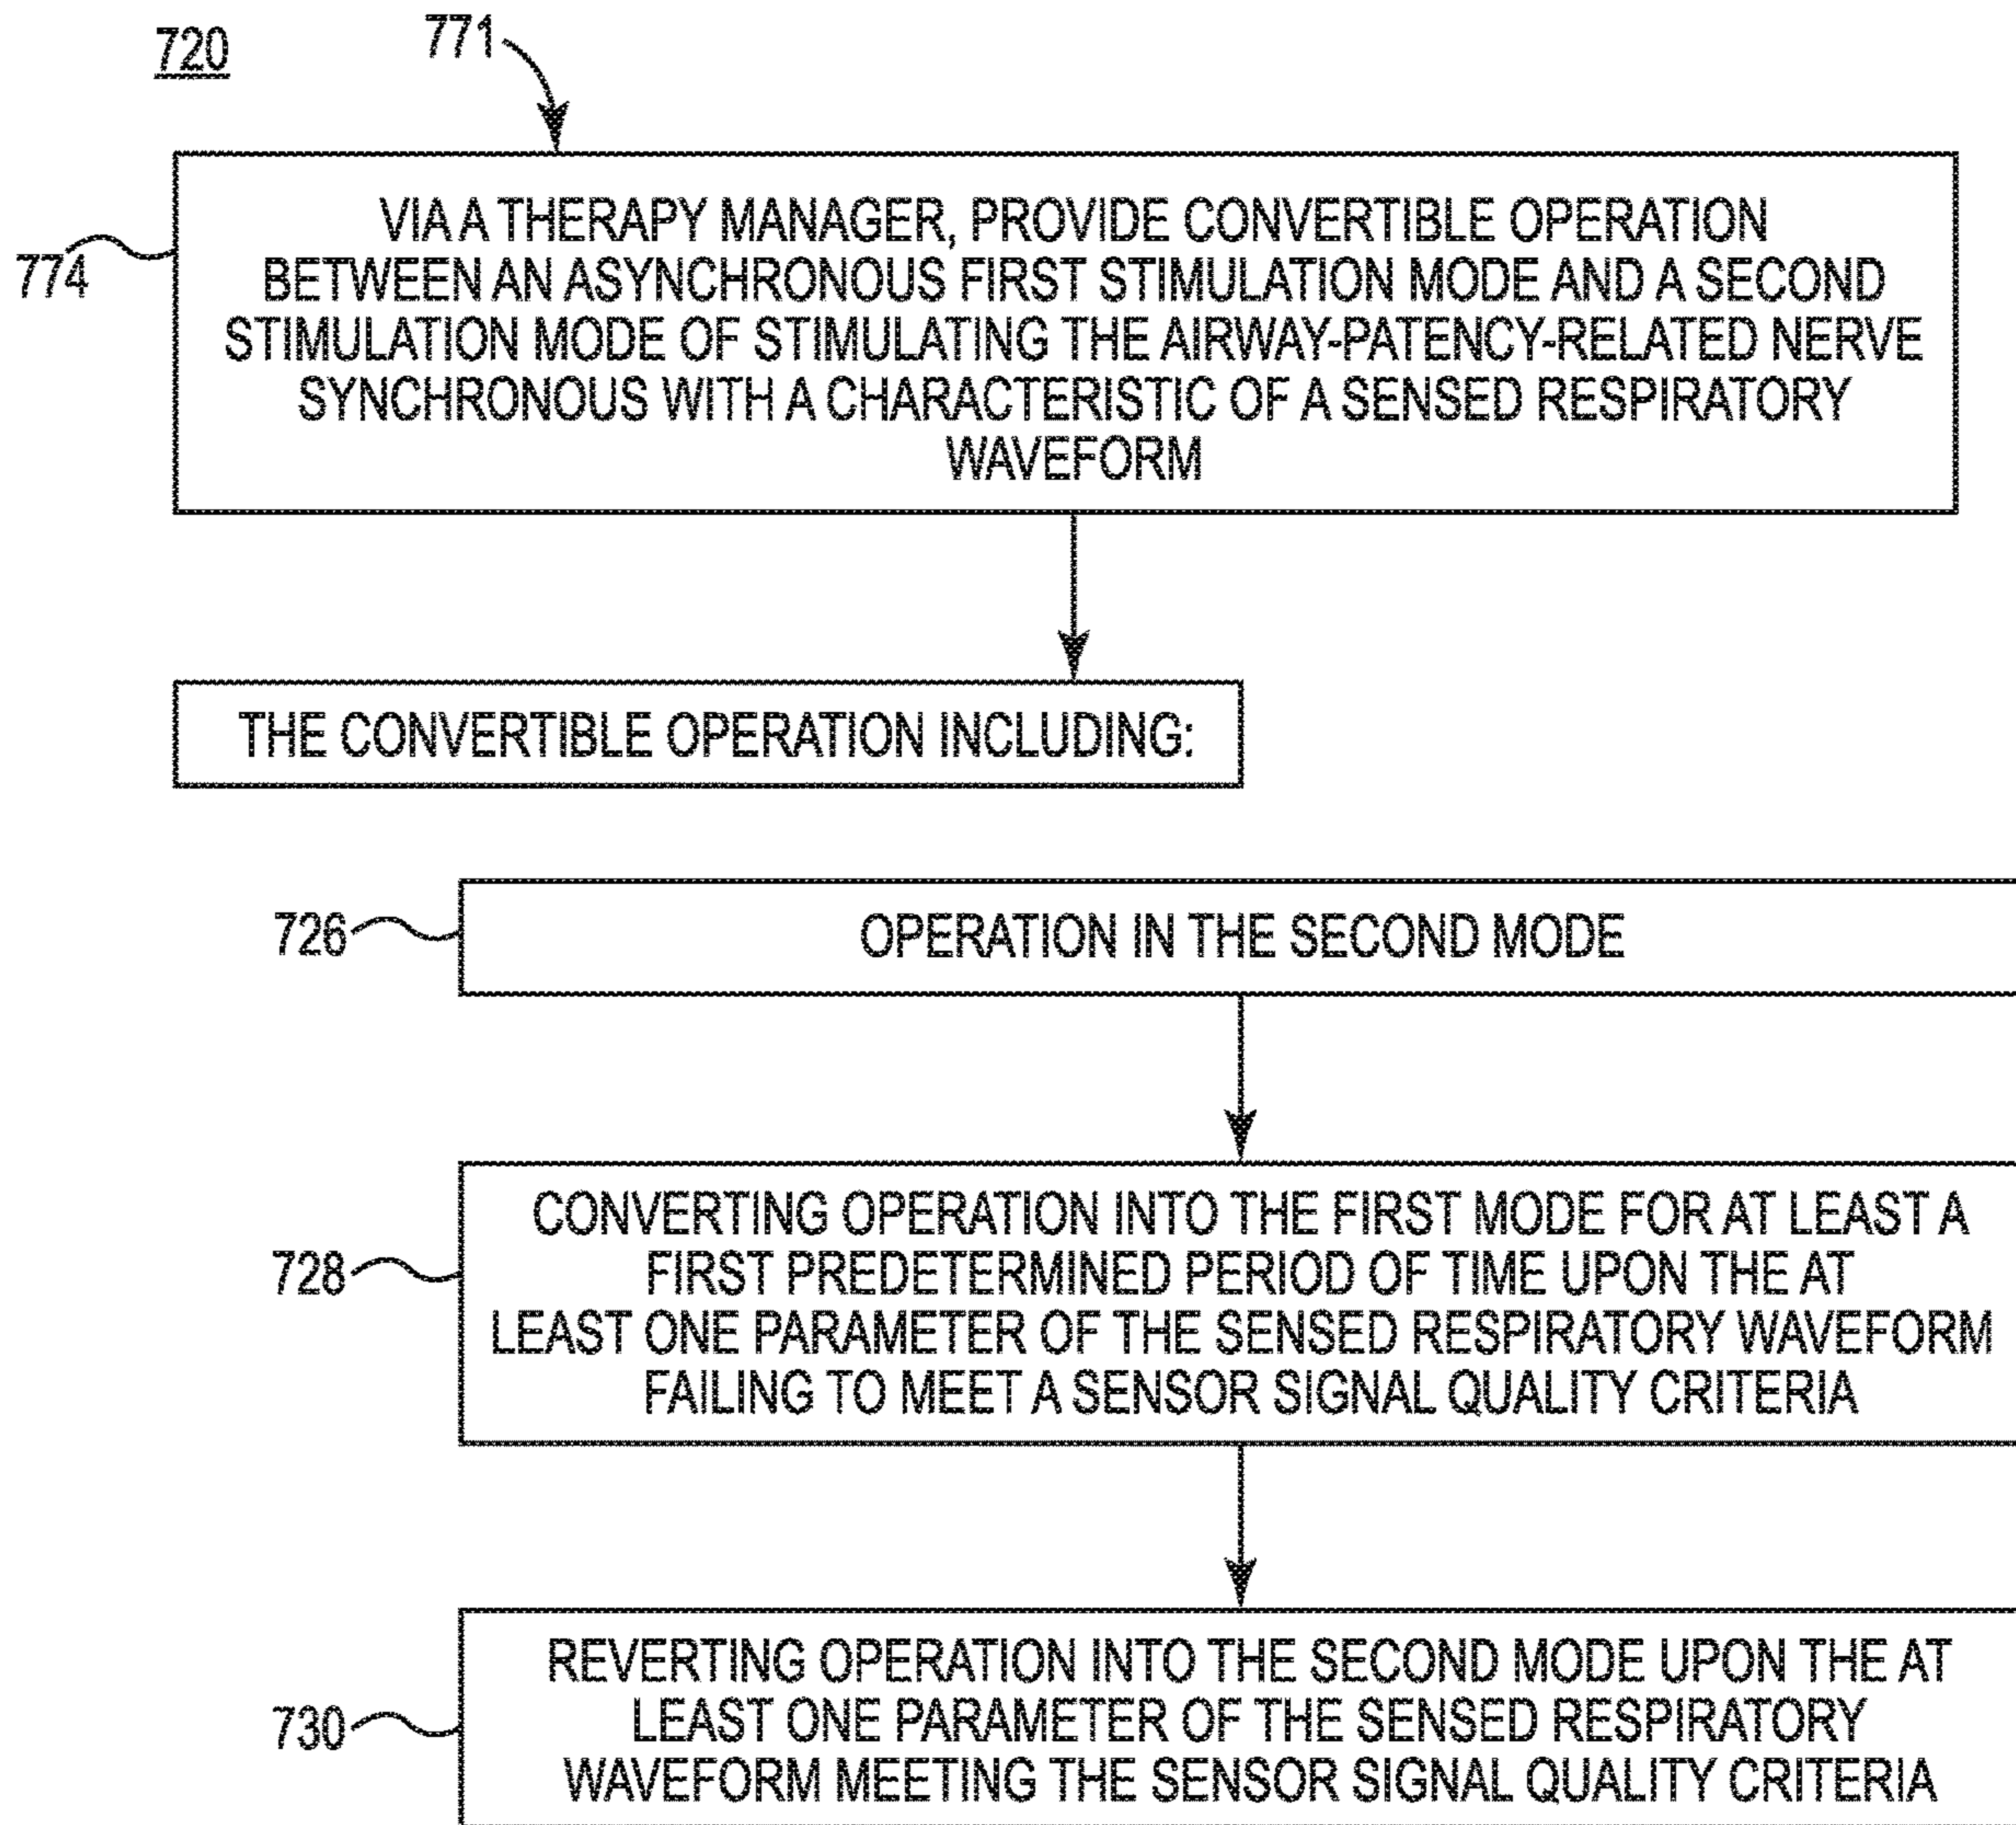 720
771
774
VIA A THERAPY MANAGER, PROVIDE CONVERTIBLE OPERATION
BETWEEN AN ASYNCHRONOUS FIRST STIMULATION MODE AND A SECOND
STIMULATION MODE OF STIMULATING THE AIRWAY-PATENCY-RELATED NERVE
SYNCHRONOUS WITH A CHARACTERISTIC OF A SENSED RESPIRATORY
WAVEFORM
THE CONVERTIBLE OPERATION INCLUDING:
726
OPERATION IN THE SECOND MODE
728
CONVERTING OPERATION INTO THE FIRST MODE FOR AT LEAST A
FIRST PREDETERMINED PERIOD OF TIME UPON THE AT
LEAST ONE PARAMETER OF THE SENSED RESPIRATORY WAVEFORM
FAILING TO MEET A SENSOR SIGNAL QUALITY CRITERIA
730
REVERTING OPERATION INTO THE SECOND MODE UPON THE AT
LEAST ONE PARAMETER OF THE SENSED RESPIRATORY
WAVEFORM MEETING THE SENSOR SIGNAL QUALITY CRITERIA